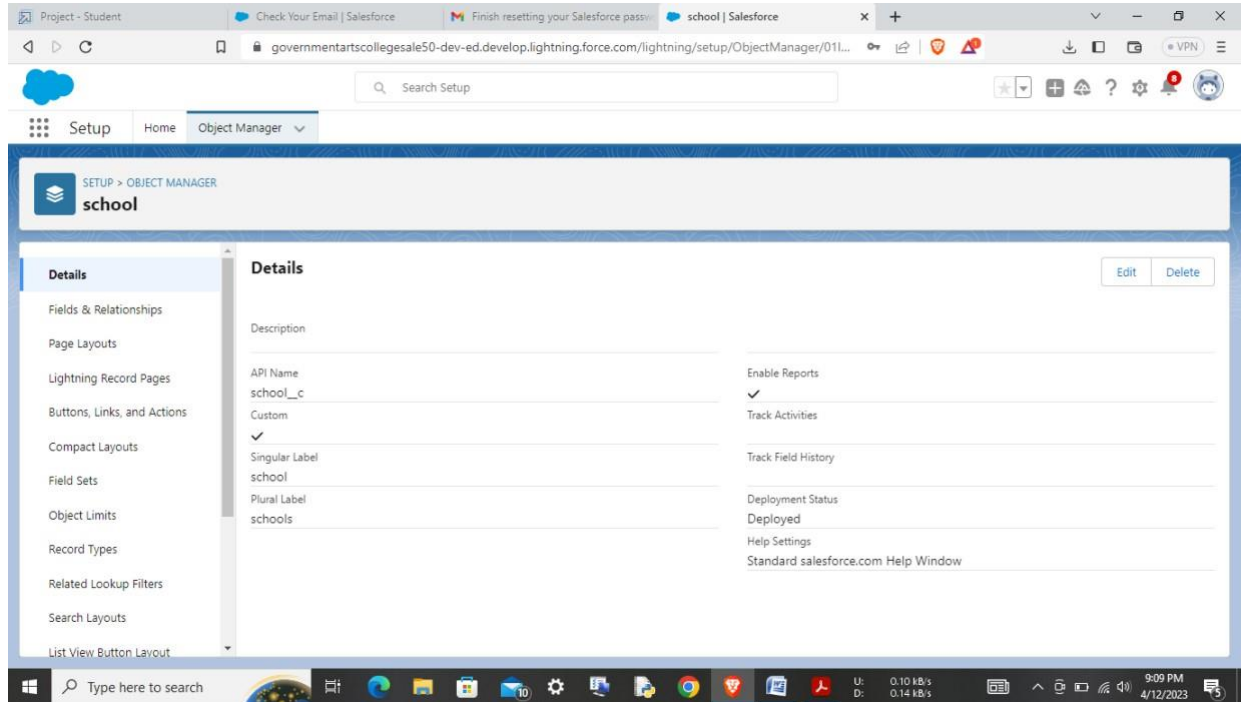 Project - Student
Check Your Email | Salesforce
Finish resetting your Salesforce passw
school | Salesforce
governmentartscollegesale50-dev-ed.develop.lightning.force.com/lightning/setup/ObjectManager/01I...
VPN
Search Setup
8
Setup
Home
Object Manager
SETUP > OBJECT MANAGER
school
Details
Fields & Relationships
Page Layouts
Lightning Record Pages
Buttons, Links, and Actions
Compact Layouts
Field Sets
Object Limits
Record Types
Related Lookup Filters
Search Layouts
List View Button Layout
Details
Edit
Delete
Description
API Name
school__c
Custom
Singular Label
school
Plural Label
schools
Enable Reports
Track Activities
Track Field History
Deployment Status
Deployed
Help Settings
Standard salesforce.com Help Window
Type here to search
10
U: 0.10 kB/s
D: 0.14 kB/s
9:09 PM
4/12/2023
5